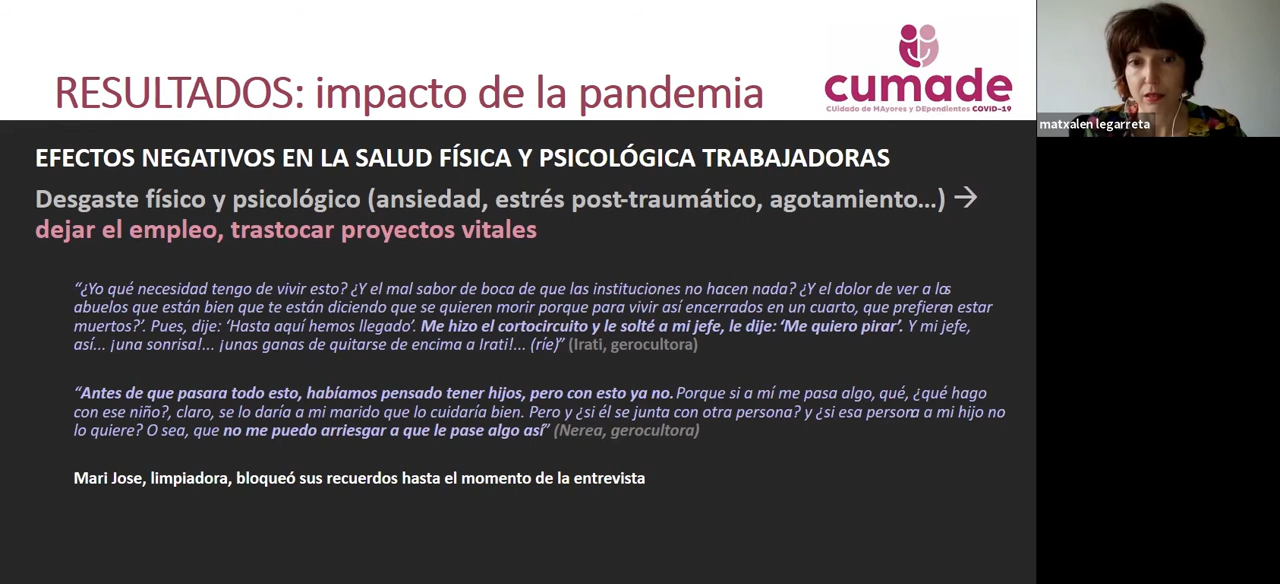 RESULTADOS: impacto de la pandemia
cumade
CUidado de MAyores y DEpendientes COVID-19
matxalen legarreta
EFECTOS NEGATIVOS EN LA SALUD FÍSICA Y PSICOLÓGICA TRABAJADORAS
Desgaste físico y psicológico (ansiedad, estrés post-traumático, agotamiento...) →
dejar el empleo, trastocar proyectos vitales
“¿Yo qué necesidad tengo de vivir esto? ¿Y el mal sabor de boca de que las instituciones no hacen nada? ¿Y el dolor de ver a los
abuelos que están bien que te están diciendo que se quieren morir porque para vivir así encerrados en un cuarto, que prefieren estar
muertos?’. Pues, dije: ‘Hasta aquí hemos llegado’. Me hizo el cortocircuito y le solté a mi jefe, le dije: ‘Me quiero pirar’. Y mi jefe,
así... ¡una sonrisa!... ¡unas ganas de quitarse de encima a Irati!... (ríe)” (Irati, gerocultora)
“Antes de que pasara todo esto, habíamos pensado tener hijos, pero con esto ya no. Porque si a mí me pasa algo, qué, ¿qué hago
con ese niño?, claro, se lo daría a mi marido que lo cuidaría bien. Pero y ¿si él se junta con otra persona? y ¿si esa persona a mi hijo no
lo quiere? O sea, que no me puedo arriesgar a que le pase algo así” (Nerea, gerocultora)
Mari Jose, limpiadora, bloqueó sus recuerdos hasta el momento de la entrevista